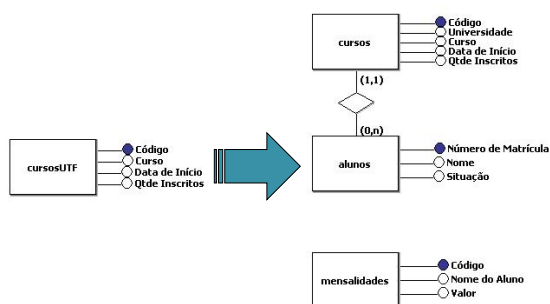 cursos
Código
Universidade
Curso
Data de Início
Qtde Inscritos
(1,1)
(0,n)
cursosUTF
Código
Curso
Data de Início
Qtde Inscritos
alunos
Número de Matrícula
Nome
Situação
mensalidades
Código
Nome do Aluno
Valor